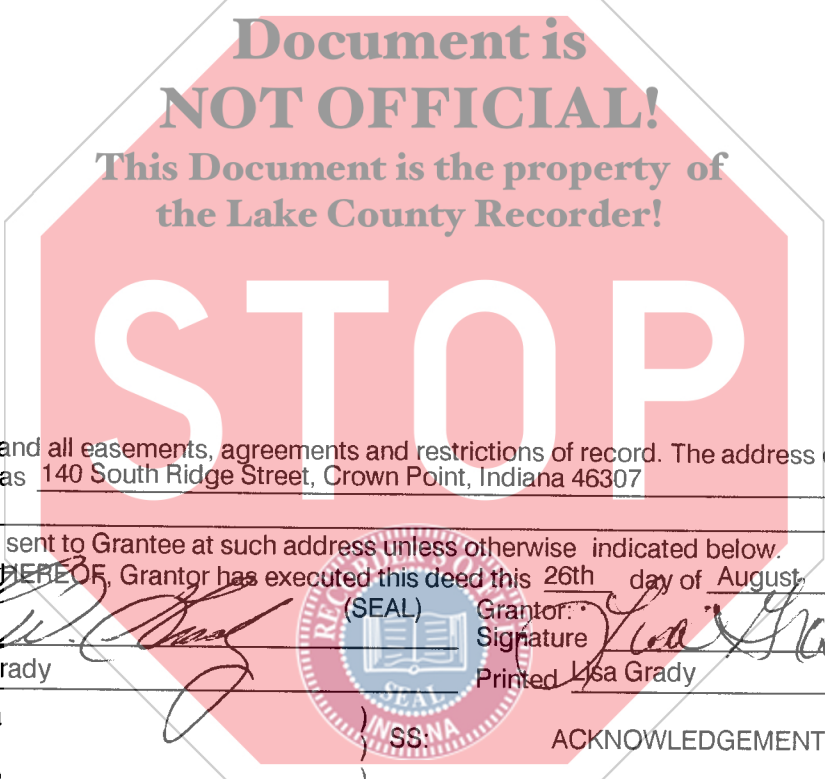 Document is
NOT OFFICIAL!
This Document is the property of
the Lake County Recorder!
STOP
and all easements, agreements and restrictions of record. The address
as 140 South Ridge Street, Crown Point, Indiana 46307
sent to Grantee at such address unless otherwise indicated below.
HEREOF, Grantor has executed this deed this 26th day of August,
(SEAL) Grantor:
Signature Lisa Gra
rady Printed Lisa Grady
SEAL
INDIANA
SS: ACKNOWLEDGEMENT